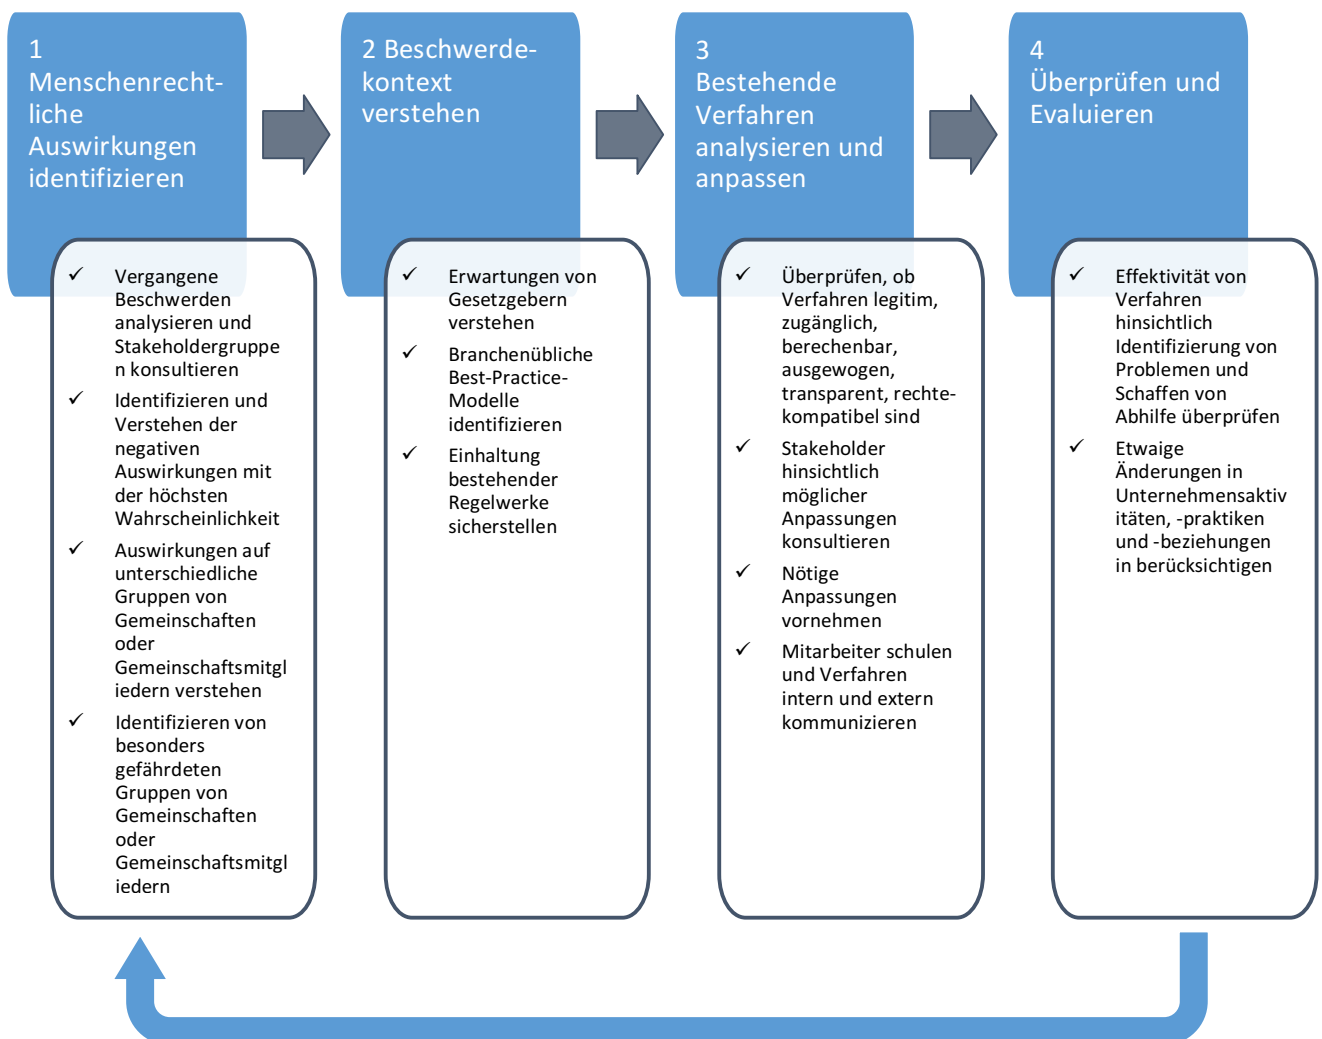 1
Menschenrecht-
liche
Auswirkungen
identifizieren
✓ Vergangene
Beschwerden
analysieren und
Stakeholdergruppe
n konsultieren
✓ Identifizieren und
Verstehen der
negativen
Auswirkungen mit
der höchsten
Wahrscheinlichkeit
✓ Auswirkungen auf
unterschiedliche
Gruppen von
Gemeinschaften
oder
Gemeinschaftsmitgl
iedern verstehen
✓ Identifizieren von
besonders
gefährdeten
Gruppen von
Gemeinschaften
oder
Gemeinschaftsmitgl
iedern
2 Beschwerde-
kontext
verstehen
✓ Erwartungen von
Gesetzgebern
verstehen
✓ Branchenübliche
Best-Practice-
Modelle
identifizieren
✓ Einhaltung
bestehender
Regelwerke
sicherstellen
3
Bestehende
Verfahren
analysieren und
anpassen
✓ Überprüfen, ob
Verfahren legitim,
zugänglich,
berechenbar,
ausgewogen,
transparent, rechte-
kompatibel sind
✓ Stakeholder
hinsichtlich
möglicher
Anpassungen
konsultieren
✓ Nötige
Anpassungen
vornehmen
✓ Mitarbeiter schulen
und Verfahren
intern und extern
kommunizieren
4
Überprüfen und
Evaluieren
✓ Effektivität von
Verfahren
hinsichtlich
Identifizierung von
Problemen und
Schaffen von
Abhilfe überprüfen
✓ Etwaige
Änderungen in
Unternehmensaktiv
itäten, -praktiken
und -beziehungen
in berücksichtigen